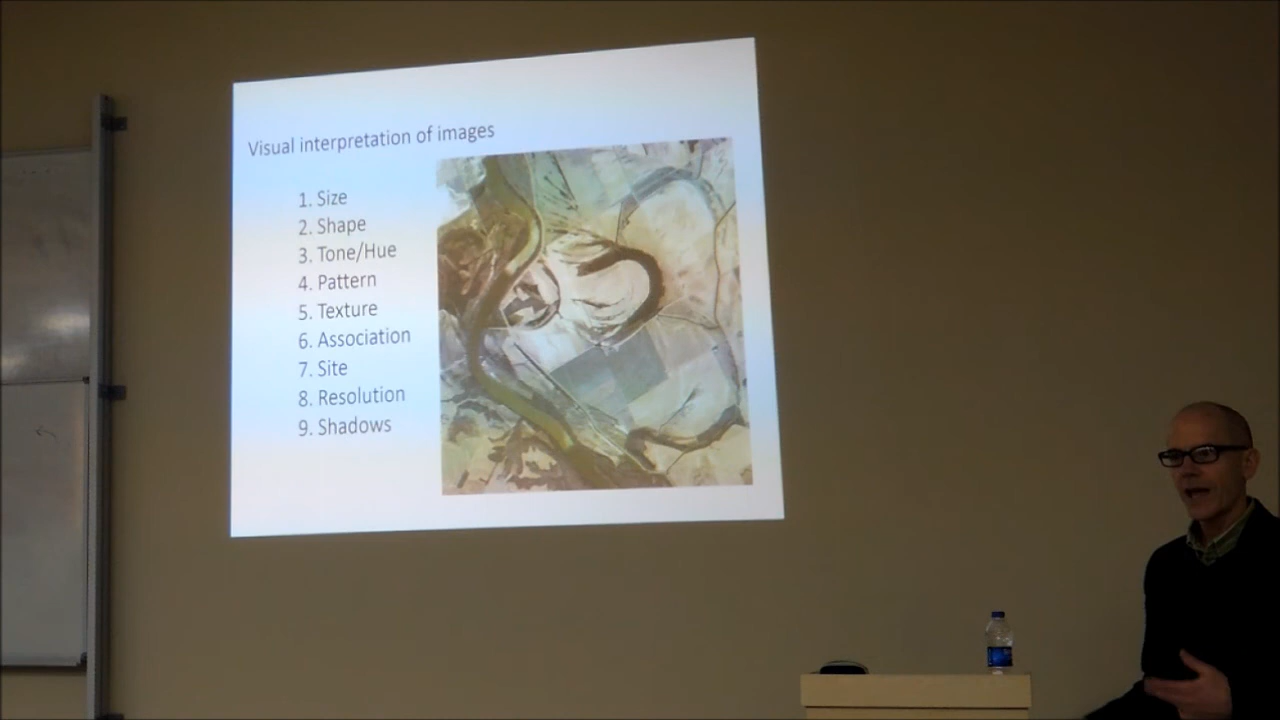 Visual interpretation of images
1. Size
2. Shape
3. Tone/Hue
4. Pattern
5. Texture
6. Association
7. Site
8. Resolution
9. Shadows